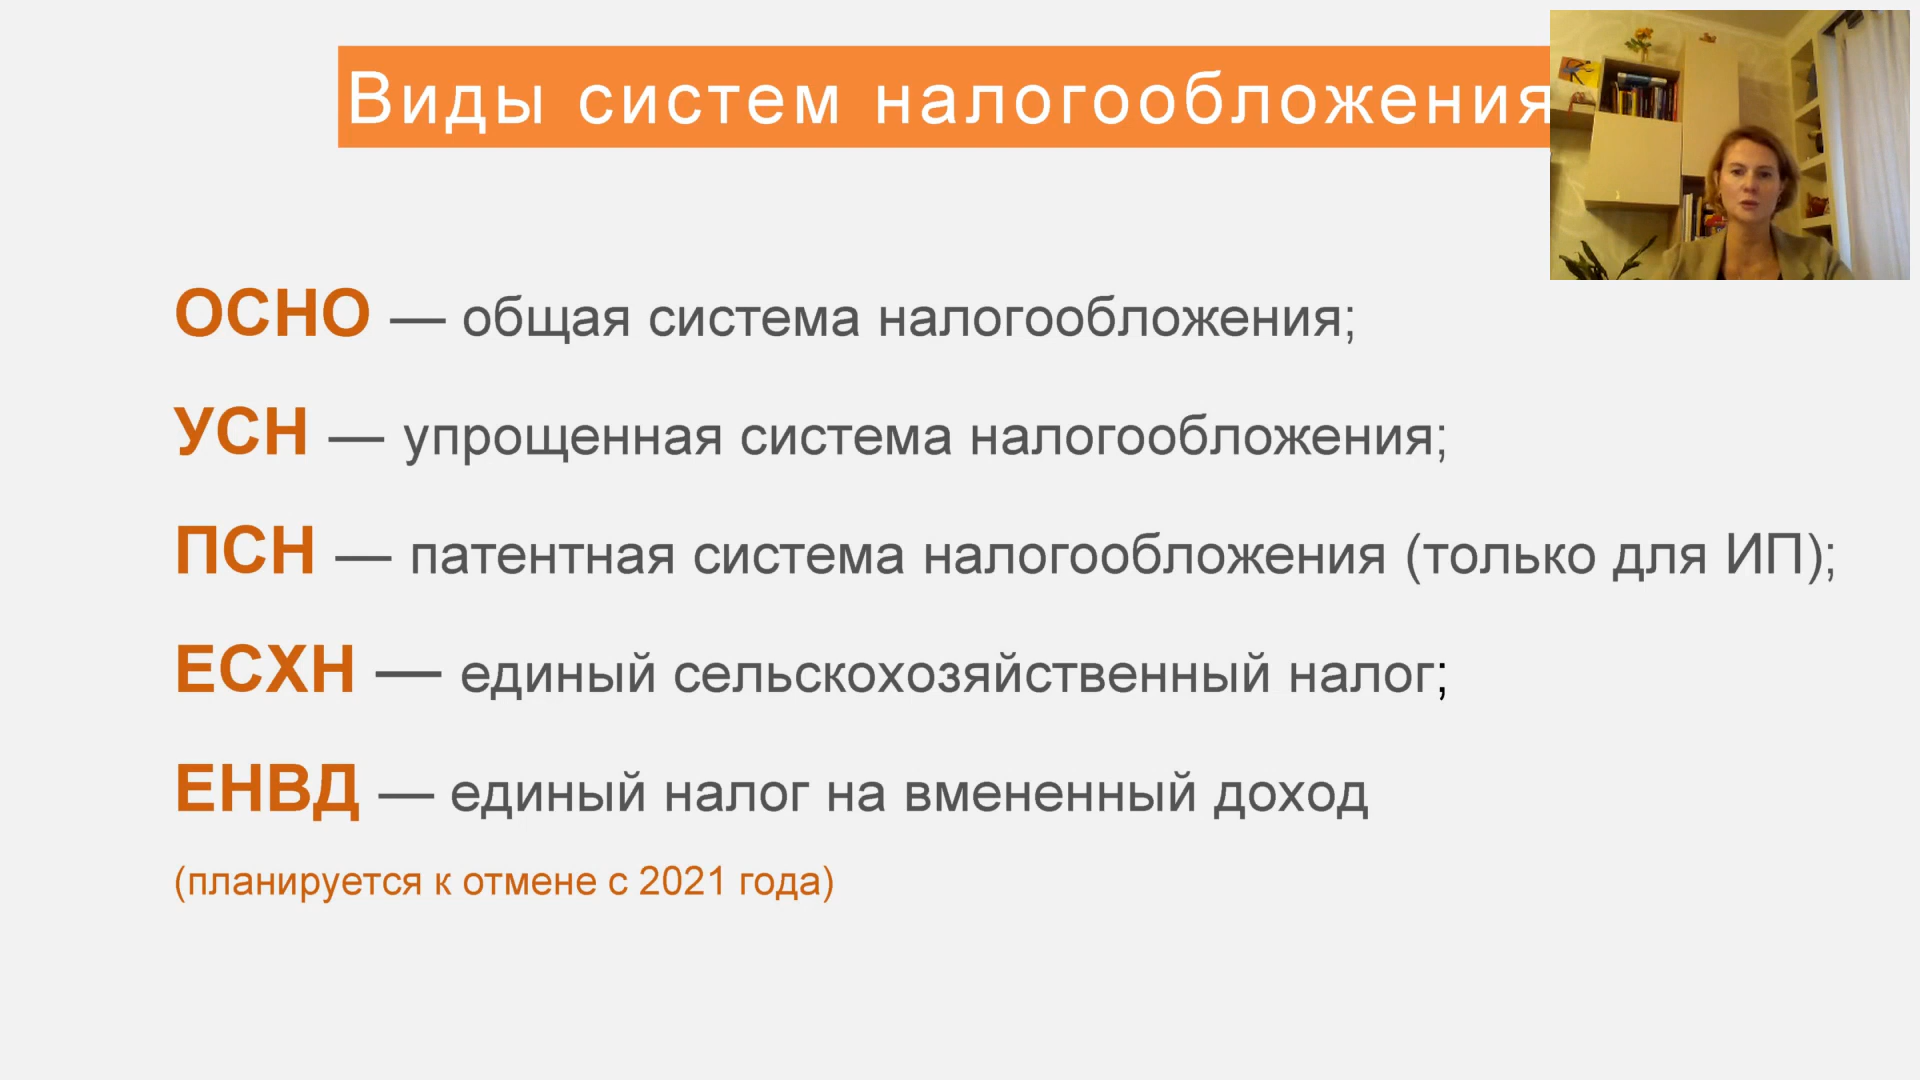 Виды систем налогообложения
ОСНО — общая система налогообложения;
УСН — упрощенная система налогообложения;
ПСН — патентная система налогообложения (только для ИП);
ЕСХН — единый сельскохозяйственный налог;
ЕНВД — единый налог на вмененный доход
(планируется к отмене с 2021 года)